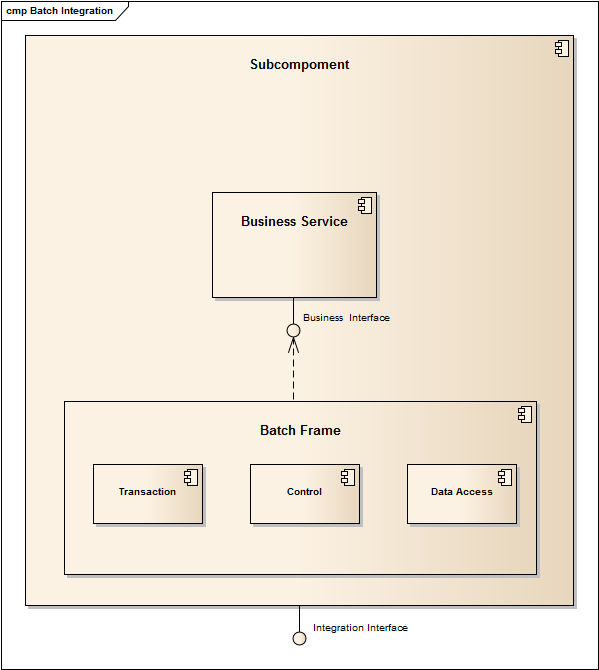 cmp Batch Integration
Subcompoment
Business Service
Business  Interface
Batch Frame
Transaction
Control
Data Access
Integration Interface